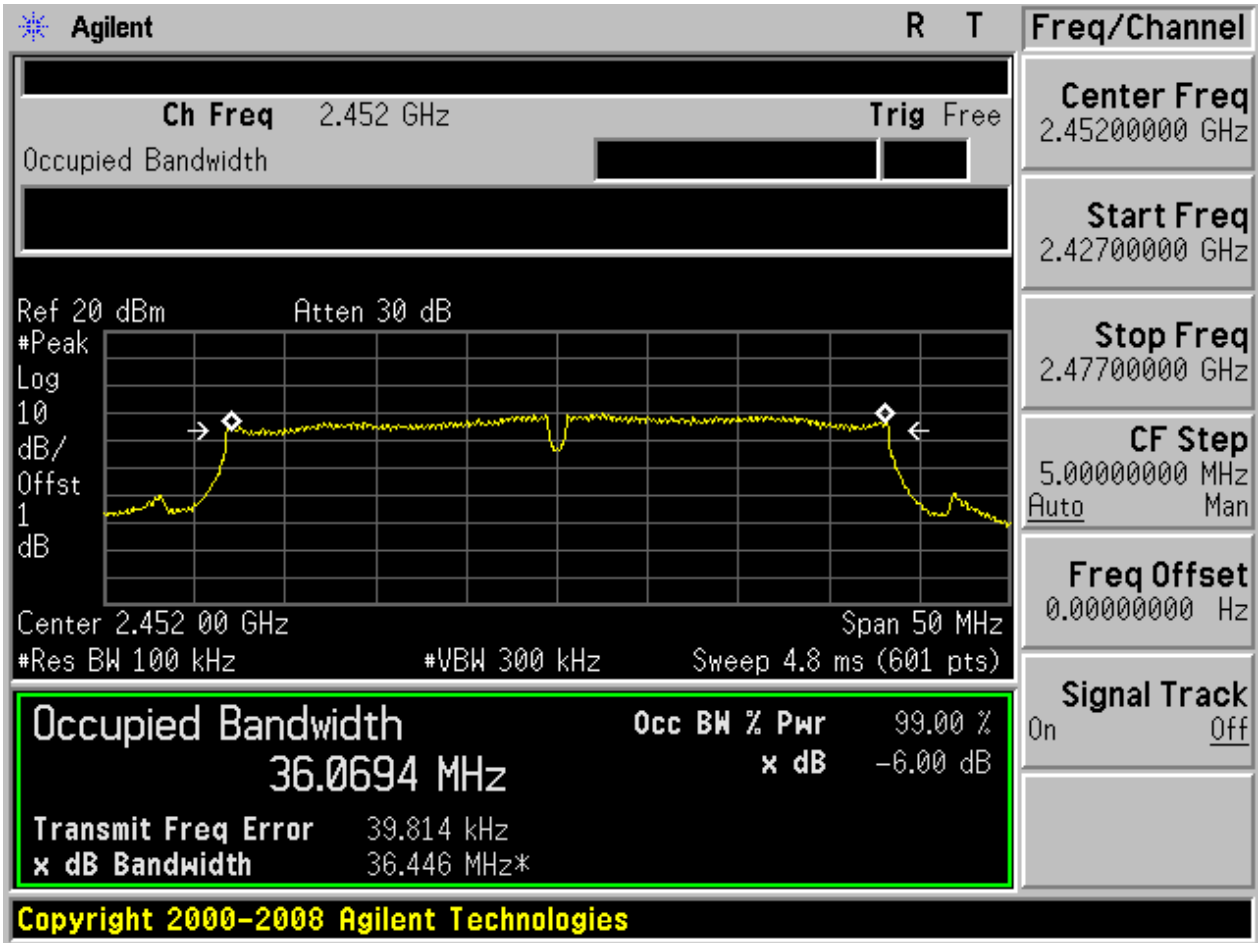 Agilent R T Freq/Channel
Ch Freq 2.452 GHz Trig Free
Occupied Bandwidth
Center Freq
2.45200000 GHz
Start Freq
2.42700000 GHz
Stop Freq
2.47700000 GHz
CF Step
5.00000000 MHz
Auto Man
Freq Offset
0.00000000 Hz
Signal Track
On Off
Ref 20 dBm Atten 30 dB
#Peak
Log
10
dB/
Offst
1
dB
Center 2.452 00 GHz Span 50 MHz
#Res BW 100 kHz #VBW 300 kHz Sweep 4.8 ms (601 pts)
Occupied Bandwidth Occ BW % Pwr 99.00 %
36.0694 MHz x dB -6.00 dB
Transmit Freq Error 39.814 kHz
x dB Bandwidth 36.446 MHz*
Copyright 2000-2008 Agilent Technologies